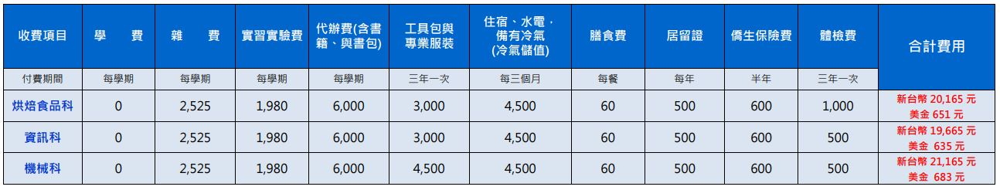 收費項目 學 費 雜 費 實習實驗費 代辦費(含書籍、與書包) 工具包與專業服裝 住宿、水電，備有冷氣(冷氣儲值) 膳食費 居留證 僑生保險費 體檢費 合計費用
付費期間 每學期 每學期 每學期 每學期 三年一次 每三個月 每餐 每年 半年 三年一次
烘焙食品科 0 2,525 1,980 6,000 3,000 4,500 60 500 600 1,000 新台幣 20,165 元 美金 651 元
資訊科 0 2,525 1,980 6,000 3,000 4,500 60 500 600 500 新台幣 19,665 元 美金 635 元
機械科 0 2,525 1,980 6,000 4,500 4,500 60 500 600 500 新台幣 21,165 元 美金 683 元